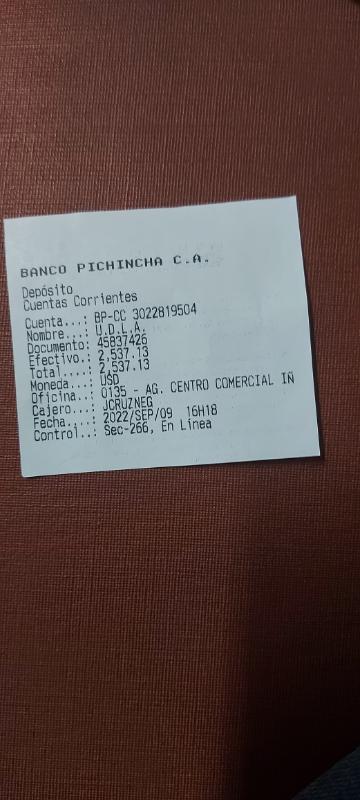 BANCO PICHINCHA C.A.
Depósito
Cuentas Corrientes
Cuenta...: BP-CC 3022819504
Nombre...: U.D.L.A.
Documento: 45837426
Efectivo.: 2,537.13
Total....: 2,537.13
Moneda...: USD
Oficina..: 0135 - AG. CENTRO COMERCIAL IÑ
Cajero...: JCRUZNEG
Fecha....: 2022/SEP/09 16H18
Control..: Sec-266, En Línea